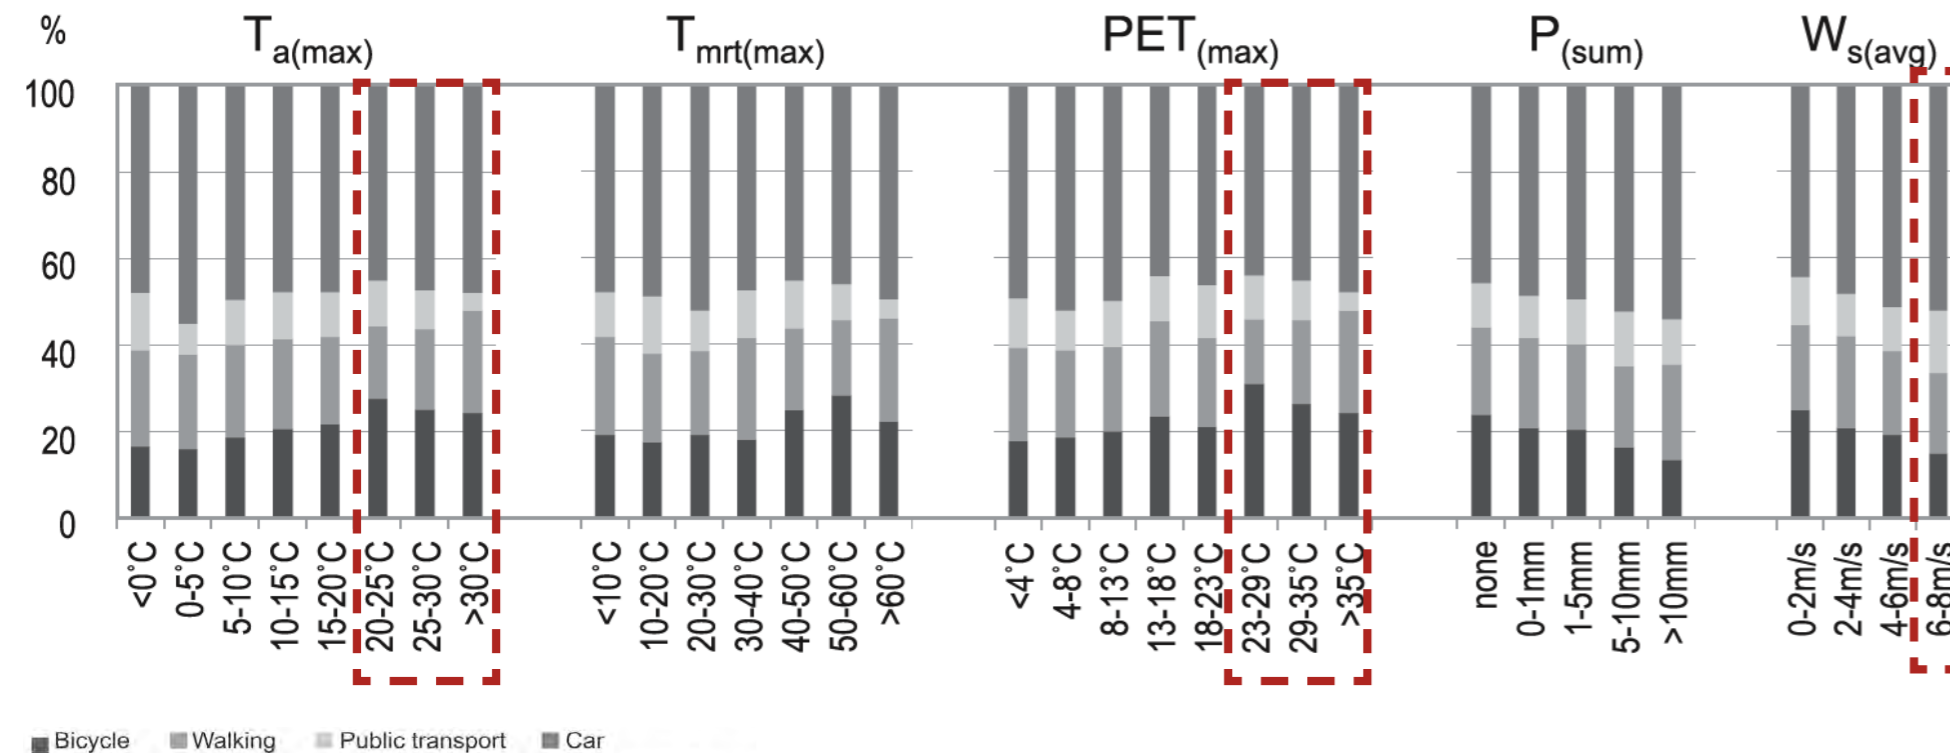 % T a(max) T mrt(max) PET (max) P (sum) W s(avg)
100
80
60
40
20
0
<0°C 0-5°C 5-10°C 10-15°C 15-20°C 20-25°C 25-30°C >30°C <10°C 10-20°C 20-30°C 30-40°C 40-50°C 50-60°C >60°C <4°C 4-8°C 8-13°C 13-18°C 18-23°C 23-29°C 29-35°C >35°C none 0-1mm 1-5mm 5-10mm >10mm 0-2m/s 2-4m/s 4-6m/s 6-8m/s
Bicycle Walking Public transport Car